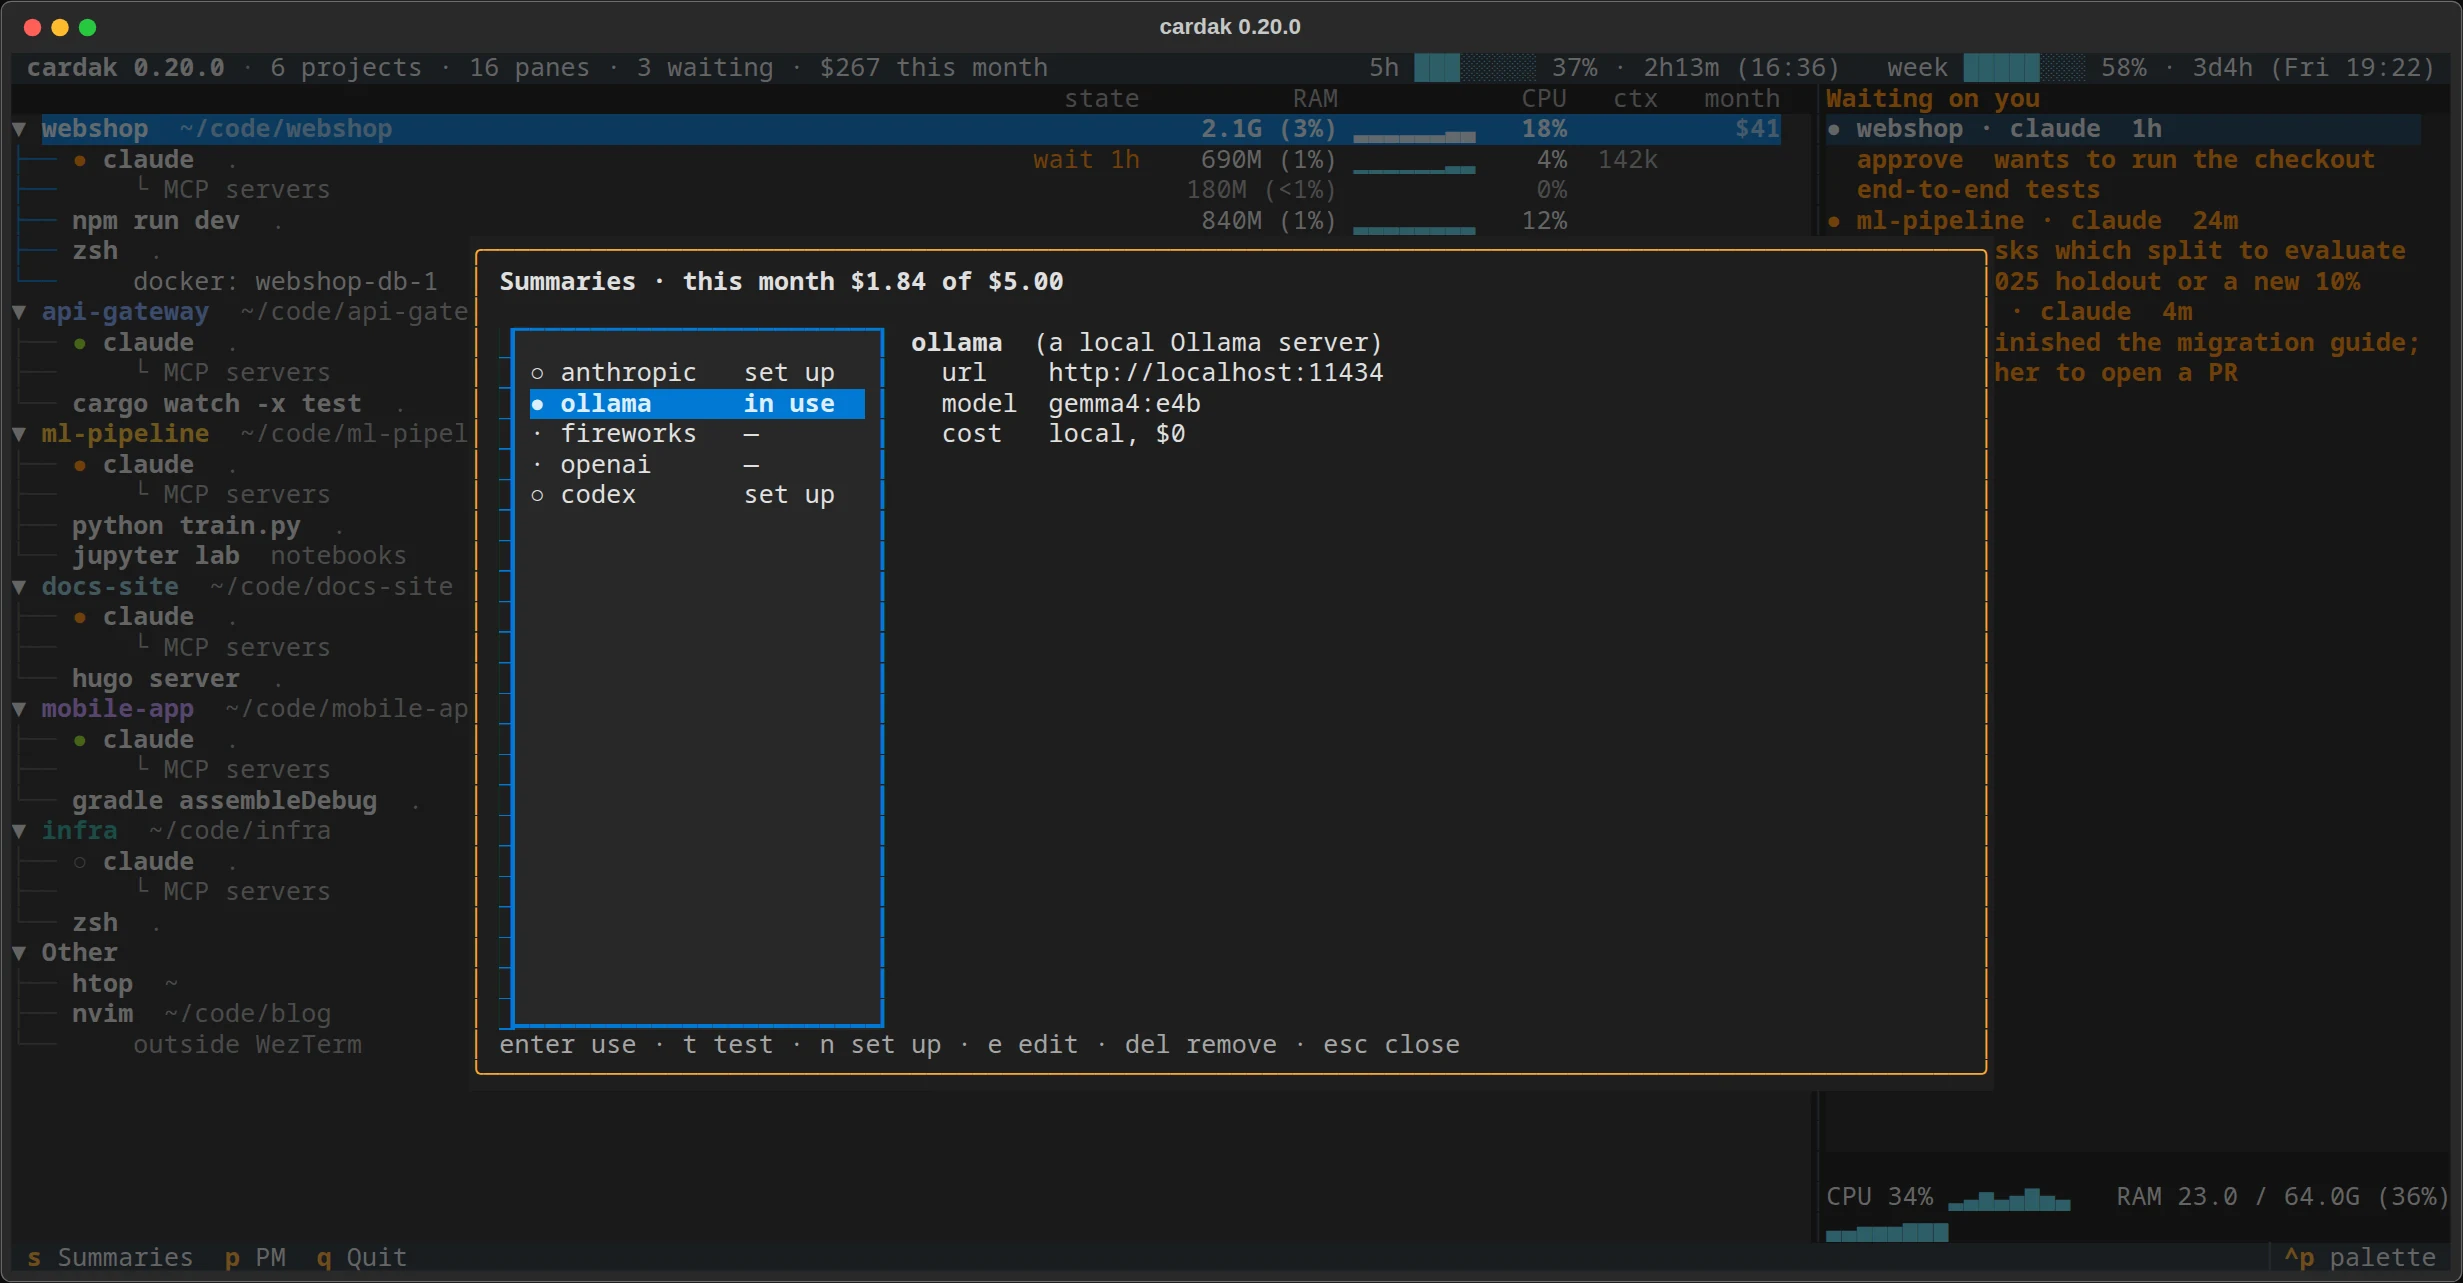 cardak 0.20.0
cardak 0.20.0 · 6 projects · 16 panes · 3 waiting · $267 this month 5h 37% · 2h13m (16:36) week 58% · 3d4h (Fri 19:22)
state RAM CPU ctx month
▼ webshop ~/code/webshop 2.1G (3%) 18% $41
● claude . wait 1h 690M (1%) 4% 142k
└ MCP servers 180M (<1%) 0%
npm run dev . 840M (1%) 12%
zsh .
docker: webshop-db-1
▼ api-gateway ~/code/api-gate
● claude .
└ MCP servers
cargo watch -x test .
▼ ml-pipeline ~/code/ml-pipel
● claude .
└ MCP servers
python train.py .
jupyter lab notebooks
▼ docs-site ~/code/docs-site
● claude .
└ MCP servers
hugo server .
▼ mobile-app ~/code/mobile-ap
● claude .
└ MCP servers
gradle assembleDebug .
▼ infra ~/code/infra
○ claude .
└ MCP servers
zsh .
▼ Other
htop ~
nvim ~/code/blog
outside WezTerm
Summaries · this month $1.84 of $5.00
○ anthropic set up
● ollama in use
· fireworks —
· openai —
○ codex set up
ollama (a local Ollama server)
url http://localhost:11434
model gemma4:e4b
cost local, $0
enter use · t test · n set up · e edit · del remove · esc close
Waiting on you
● webshop · claude 1h
approve wants to run the checkout
end-to-end tests
● ml-pipeline · claude 24m
sks which split to evaluate
025 holdout or a new 10%
· claude 4m
inished the migration guide;
her to open a PR
CPU 34% RAM 23.0 / 64.0G (36%)
s Summaries p PM q Quit ^p palette